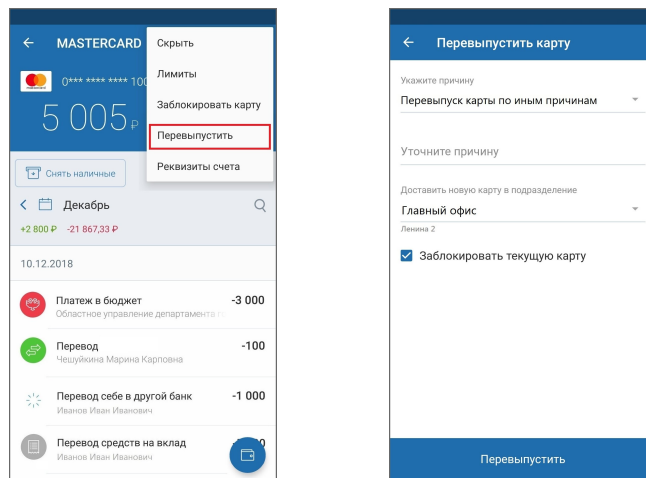 MASTERCARD
Скрыть
Лимиты
Заблокировать карту
Перевыпустить
Реквизиты счета
0*** **** **** 100
5 005 ₽
Снять наличные
Декабрь
+2 800 ₽ -21 867,33 ₽
10.12.2018
Платеж в бюджет -3 000
Областное управление департамента
Перевод -100
Чешуйкина Марина Карповна
Перевод себе в другой банк -1 000
Иванов Иван Иванович
Перевод средств на вклад
Иванов Иван Иванович
Перевыпустить карту
Укажите причину
Перевыпуск карты по иным причинам
Уточните причину
Доставить новую карту в подразделение
Главный офис
Ленина 2
Заблокировать текущую карту
Перевыпустить